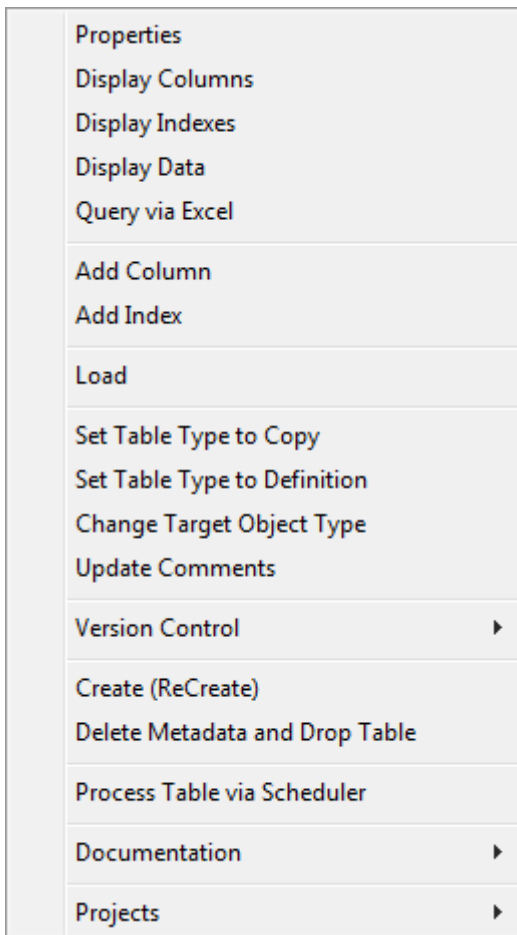 Properties
Display Columns
Display Indexes
Display Data
Query via Excel
Add Column
Add Index
Load
Set Table Type to Copy
Set Table Type to Definition
Change Target Object Type
Update Comments
Version Control
Create (ReCreate)
Delete Metadata and Drop Table
Process Table via Scheduler
Documentation
Projects